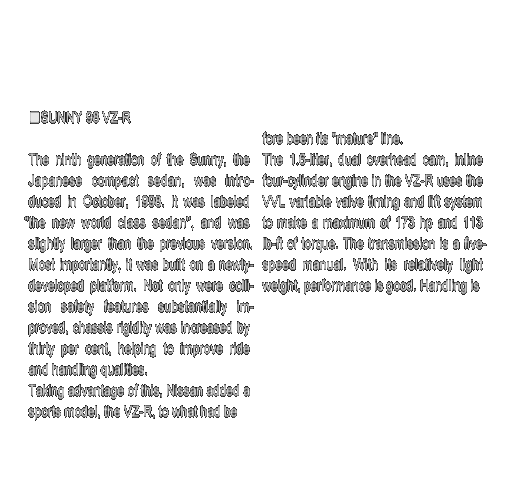 ■SUNNY 98 VZ-R
The ninth generation of the Sunny, the
Japanese compact sedan, was intro-
duced in October, 1998. It was labeled
"the new world class sedan", and was
slightly larger than the previous version.
Most importantly, it was built on a newly-
developed platform. Not only were colli-
sion safety features substantially im-
proved, chassis rigidity was increased by
thirty per cent, helping to improve ride
and handling qualities.
Taking advantage of this, Nissan added a
sports model, the VZ-R, to what had be
fore been its "mature" line.
The 1.6-liter, dual overhead cam, inline
four-cylinder engine in the VZ-R uses the
VVL variable valve timing and lift system
to make a maximum of 173 hp and 113
lb-ft of torque. The transmission is a five-
speed manual. With its relatively light
weight, performance is good. Handling is